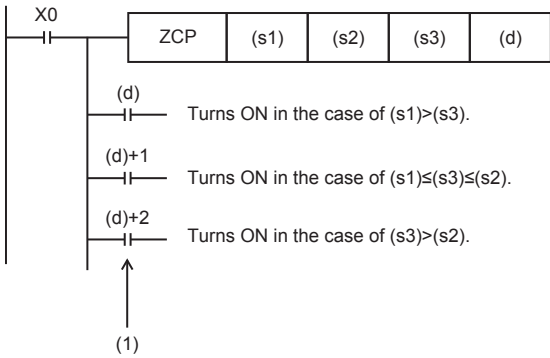 X0
ZCP (s1) (s2) (s3) (d)
(d)
Turns ON in the case of (s1)>(s3).
(d)+1
Turns ON in the case of (s1)≤(s3)≤(s2).
(d)+2
Turns ON in the case of (s3)>(s2).
(1)